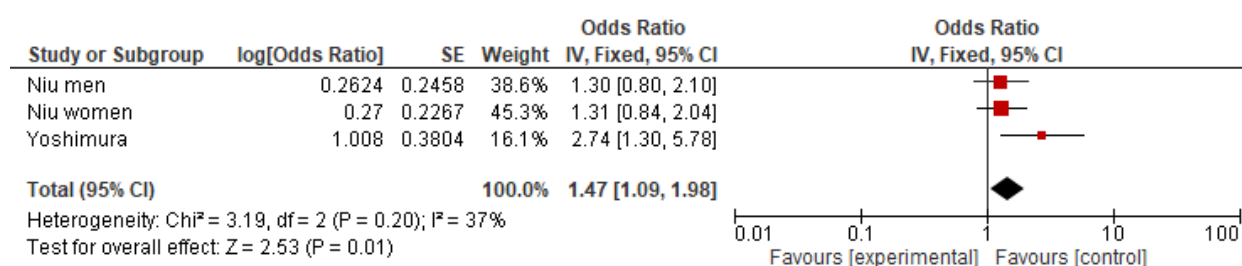 Odds Ratio Odds Ratio
Study or Subgroup log[Odds Ratio] SE Weight IV, Fixed, 95% CI IV, Fixed, 95% CI
Niu men 0.2624 0.2458 38.6% 1.30 [0.80, 2.10]
Niu women 0.27 0.2267 45.3% 1.31 [0.84, 2.04]
Yoshimura 1.008 0.3804 16.1% 2.74 [1.30, 5.78]
Total (95% CI) 100.0% 1.47 [1.09, 1.98]
Heterogeneity: Chi² = 3.19, df = 2 (P = 0.20); I² = 37%
Test for overall effect: Z = 2.53 (P = 0.01)
0.01 0.1 1 10 100
Favours [experimental] Favours [control]